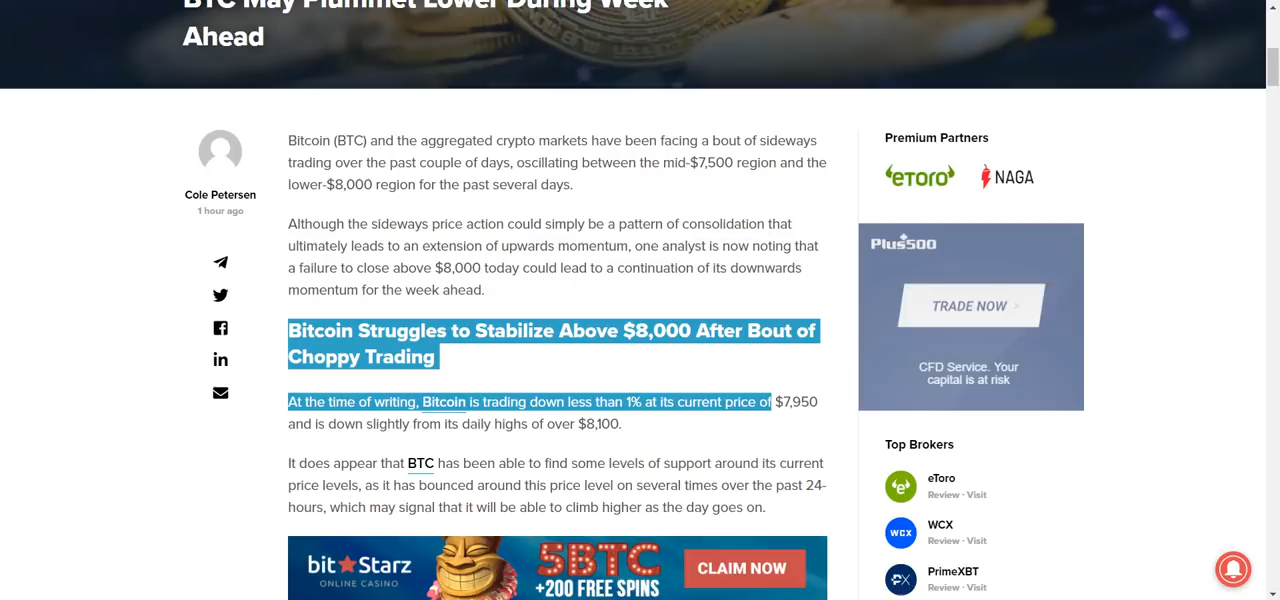 BTC May Plummet Lower During Week
Ahead
Cole Petersen
1 hour ago
Bitcoin (BTC) and the aggregated crypto markets have been facing a bout of sideways
trading over the past couple of days, oscillating between the mid-$7,500 region and the
lower-$8,000 region for the past several days.
Although the sideways price action could simply be a pattern of consolidation that
ultimately leads to an extension of upwards momentum, one analyst is now noting that
a failure to close above $8,000 today could lead to a continuation of its downwards
momentum for the week ahead.
Bitcoin Struggles to Stabilize Above $8,000 After Bout of
Choppy Trading
At the time of writing, Bitcoin is trading down less than 1% at its current price of $7,950
and is down slightly from its daily highs of over $8,100.
It does appear that BTC has been able to find some levels of support around its current
price levels, as it has bounced around this price level on several times over the past 24-
hours, which may signal that it will be able to climb higher as the day goes on.
bitStarz
ONLINE CASINO
5BTC
+200 FREE SPINS
CLAIM NOW
Premium Partners
eToro
NAGA
Plus500
TRADE NOW >
CFD Service. Your
capital is at risk
Top Brokers
eToro
Review · Visit
WCX
WCX
Review · Visit
PrimeXBT
Review · Visit